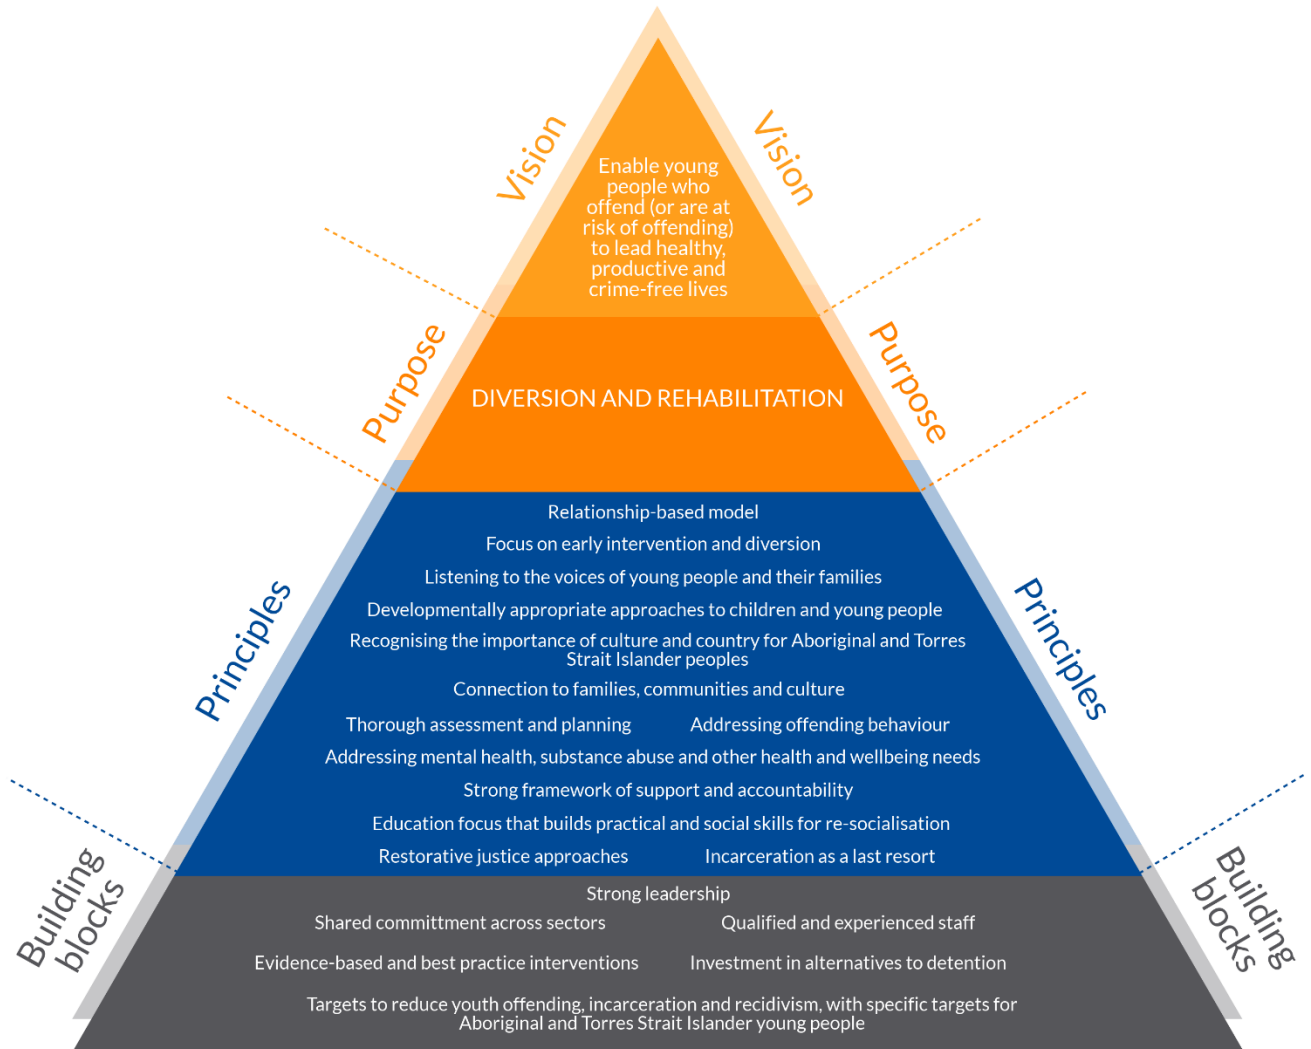 Vision
Vision
Enable young
people who
offend (or are at
risk of offending)
to lead healthy,
productive and
crime-free lives
Purpose
Purpose
DIVERSION AND REHABILITATION
Principles
Principles
Relationship-based model
Focus on early intervention and diversion
Listening to the voices of young people and their families
Developmentally appropriate approaches to children and young people
Recognising the importance of culture and country for Aboriginal and Torres
Strait Islander peoples
Connection to families, communities and culture
Thorough assessment and planning
Addressing offending behaviour
Addressing mental health, substance abuse and other health and wellbeing needs
Strong framework of support and accountability
Education focus that builds practical and social skills for re-socialisation
Restorative justice approaches
Incarceration as a last resort
Building
blocks
Building
blocks
Strong leadership
Shared committment across sectors
Qualified and experienced staff
Evidence-based and best practice interventions
Investment in alternatives to detention
Targets to reduce youth offending, incarceration and recidivism, with specific targets for
Aboriginal and Torres Strait Islander young people